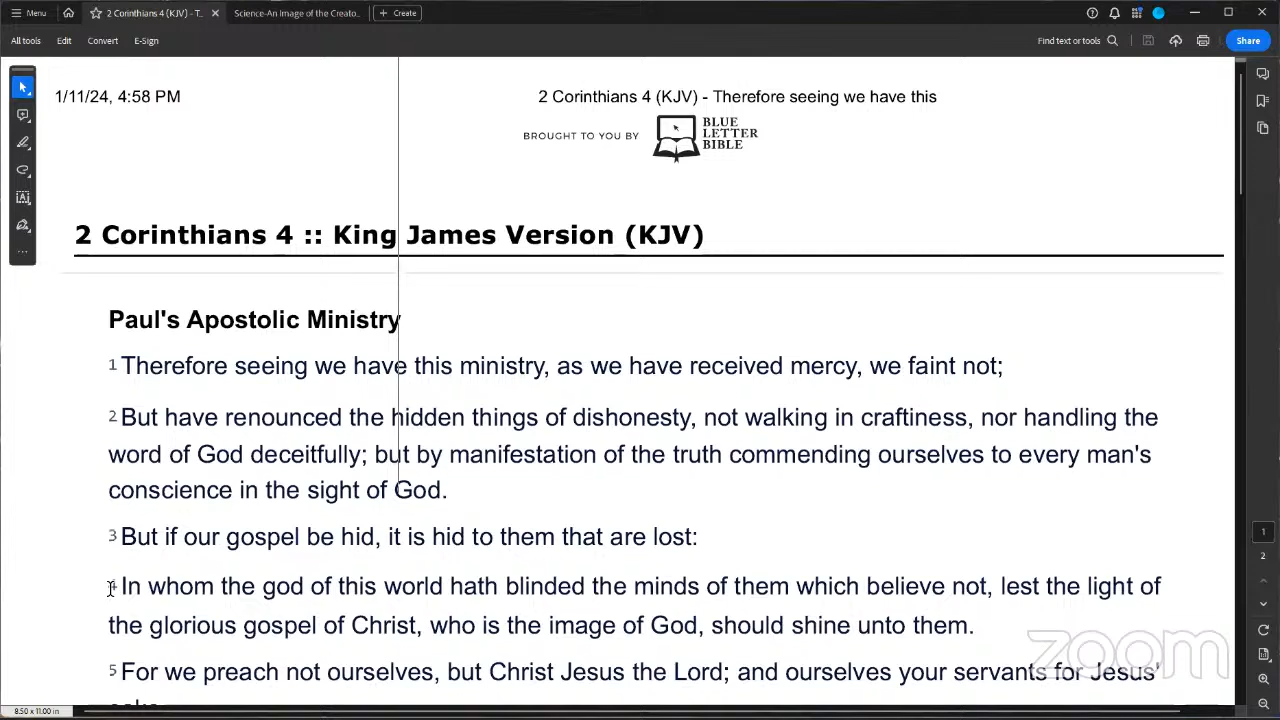 Menu
2 Corinthians 4 (KJV) - T...
Science-An Image of the Creato...
Create
All tools
Edit
Convert
E-Sign
Find text or tools
Share
1/11/24, 4:58 PM
2 Corinthians 4 (KJV) - Therefore seeing we have this
BROUGHT TO YOU BY
BLUE
LETTER
BIBLE
2 Corinthians 4 :: King James Version (KJV)
Paul's Apostolic Ministry
1 Therefore seeing we have this ministry, as we have received mercy, we faint not;
2 But have renounced the hidden things of dishonesty, not walking in craftiness, nor handling the
word of God deceitfully; but by manifestation of the truth commending ourselves to every man's
conscience in the sight of God.
3 But if our gospel be hid, it is hid to them that are lost:
4 In whom the god of this world hath blinded the minds of them which believe not, lest the light of
the glorious gospel of Christ, who is the image of God, should shine unto them.
5 For we preach not ourselves, but Christ Jesus the Lord; and ourselves your servants for Jesus'
zoom
1
2
8.50 x 11.00 in